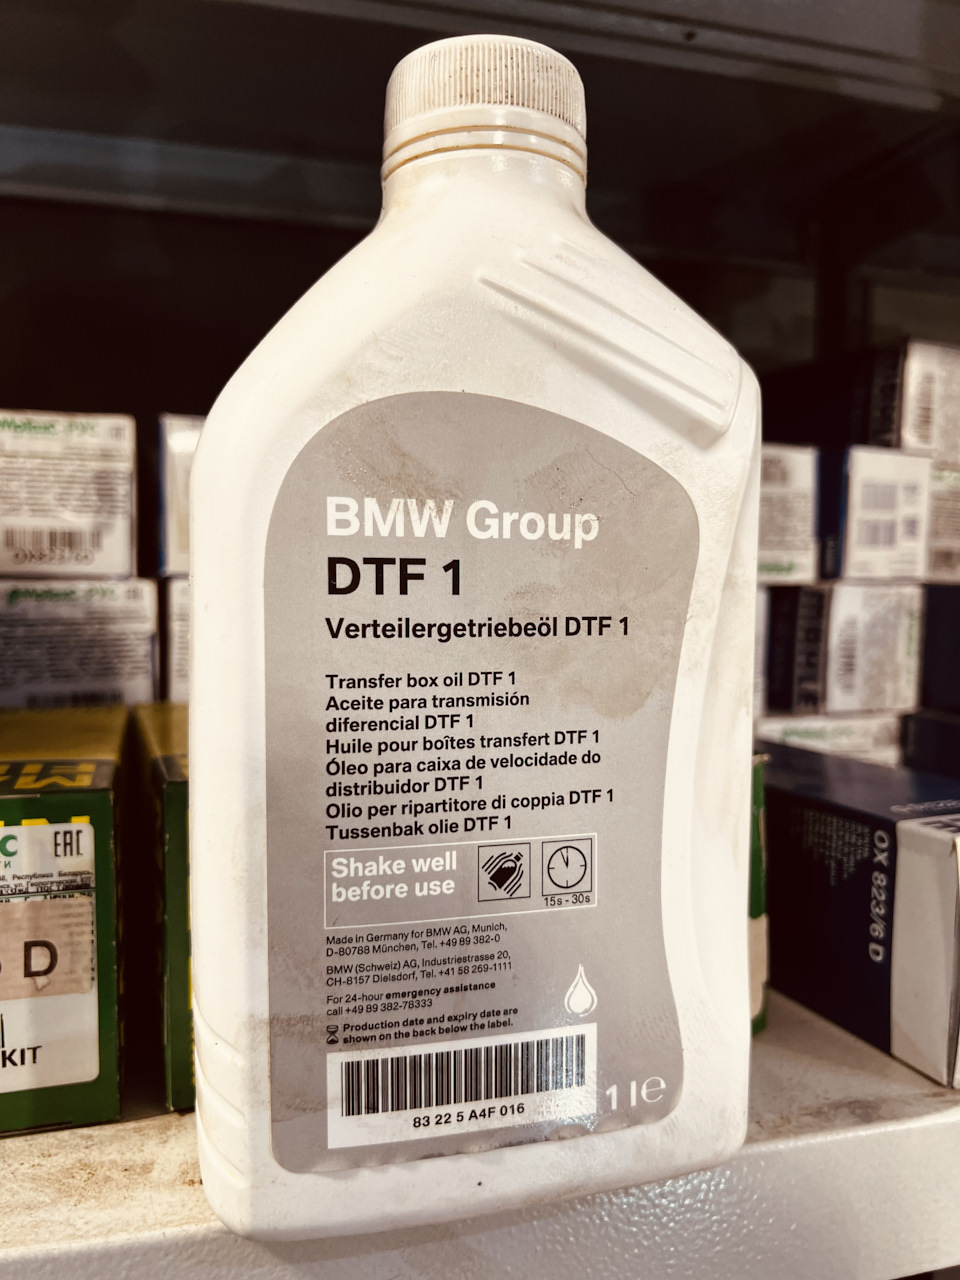 BMW Group
DTF 1
Verteilergetriebeöl DTF 1
Transfer box oil DTF 1
Aceite para transmisión
diferencial DTF 1
Huile pour boîtes transfert DTF 1
Óleo para caixa de velocidade do
distribuidor DTF 1
Olio per ripartitore di coppia DTF 1
Tussenbak olie DTF 1
Shake well
before use
15s - 30s
Made in Germany for BMW AG, Munich,
D-80788 München, Tel. +49 89 382-0
BMW (Schweiz) AG, Industriestrasse 20,
CH-8157 Dielsdorf, Tel. +41 58 269-1111
For 24-hour emergency assistance
call +49 89 382-78333
Production date and expiry date are
shown on the back below the label.
83 22 5 A4F 016
1 l e
EAC
D
KIT
OX 823/6 D